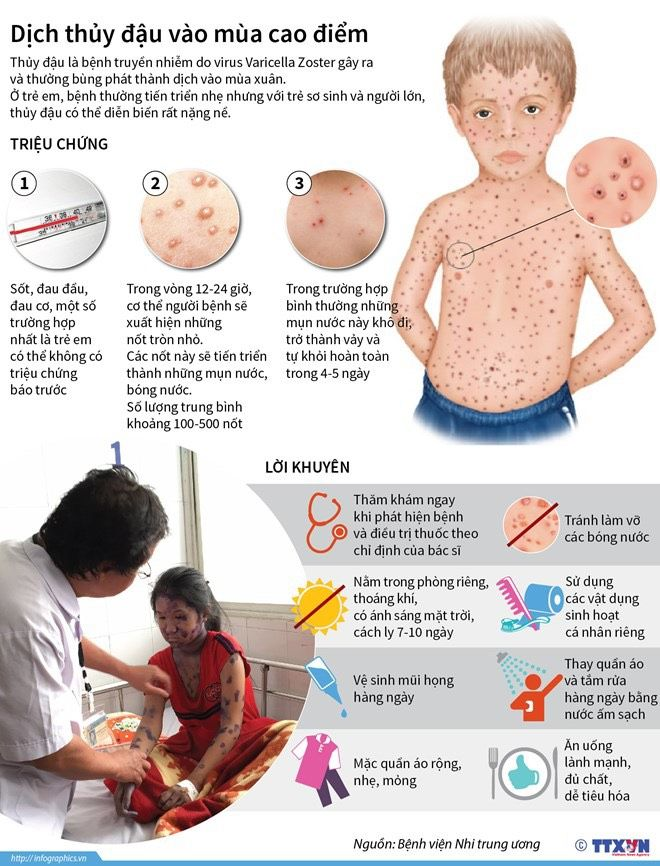 Dịch thủy đậu vào mùa cao điểm
Thủy đậu là bệnh truyền nhiễm do virus Varicella Zoster gây ra
và thường bùng phát thành dịch vào mùa xuân.
Ở trẻ em, bệnh thường tiến triển nhẹ nhưng với trẻ sơ sinh và người lớn,
thủy đậu có thể diễn biến rất nặng nề.
TRIỆU CHỨNG
1
Sốt, đau đầu,
đau cơ, một số
trường hợp
nhất là trẻ em
có thể không có
triệu chứng
báo trước
2
Trong vòng 12-24 giờ,
cơ thể người bệnh sẽ
xuất hiện những
nốt tròn nhỏ.
Các nốt này sẽ tiến triển
thành những mụn nước,
bóng nước.
Số lượng trung bình
khoảng 100-500 nốt
3
Trong trường hợp
bình thường những
mụn nước này khô đi,
trở thành vảy và
tự khỏi hoàn toàn
trong 4-5 ngày
1
LỜI KHUYÊN
Thăm khám ngay
khi phát hiện bệnh
và điều trị thuốc theo
chỉ định của bác sĩ
Tránh làm vỡ
các bóng nước
Nằm trong phòng riêng,
thoáng khí,
có ánh sáng mặt trời,
cách ly 7-10 ngày
Sử dụng
các vật dụng
sinh hoạt
cá nhân riêng
Vệ sinh mũi họng
hàng ngày
Thay quần áo
và tắm rửa
hàng ngày bằng
nước ấm sạch
Mặc quần áo rộng,
nhẹ, mỏng
Ăn uống
lành mạnh,
đủ chất,
dễ tiêu hóa
Nguồn: Bệnh viện Nhi trung ương
© TTXVN
Vietnam News Agency
http:// infographics.vn